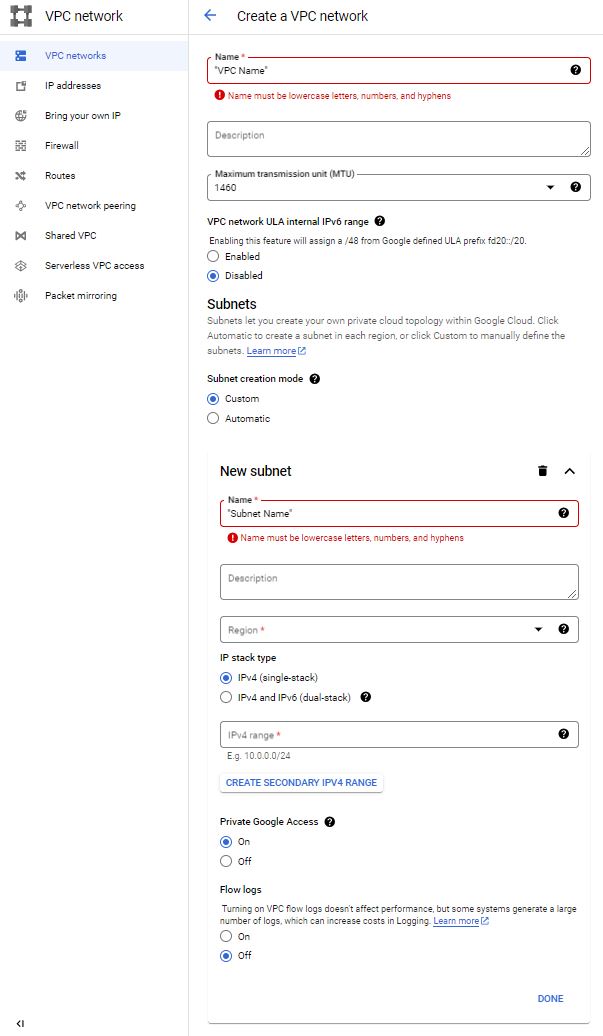 VPC network
VPC networks
IP addresses
Bring your own IP
Firewall
Routes
VPC network peering
Shared VPC
Serverless VPC access
Packet mirroring
Create a VPC network
Name *
"VPC Name"
Name must be lowercase letters, numbers, and hyphens
Description
Maximum transmission unit (MTU)
1460
VPC network ULA internal IPv6 range
Enabling this feature will assign a /48 from Google defined ULA prefix fd20::/20.
Enabled
Disabled
Subnets
Subnets let you create your own private cloud topology within Google Cloud. Click
Automatic to create a subnet in each region, or click Custom to manually define the
subnets. Learn more
Subnet creation mode
Custom
Automatic
New subnet
Name *
"Subnet Name"
Name must be lowercase letters, numbers, and hyphens
Description
Region *
IP stack type
IPv4 (single-stack)
IPv4 and IPv6 (dual-stack)
IPv4 range *
E.g. 10.0.0.0/24
CREATE SECONDARY IPV4 RANGE
Private Google Access
On
Off
Flow logs
Turning on VPC flow logs doesn't affect performance, but some systems generate a large
number of logs, which can increase costs in Logging. Learn more
On
Off
DONE